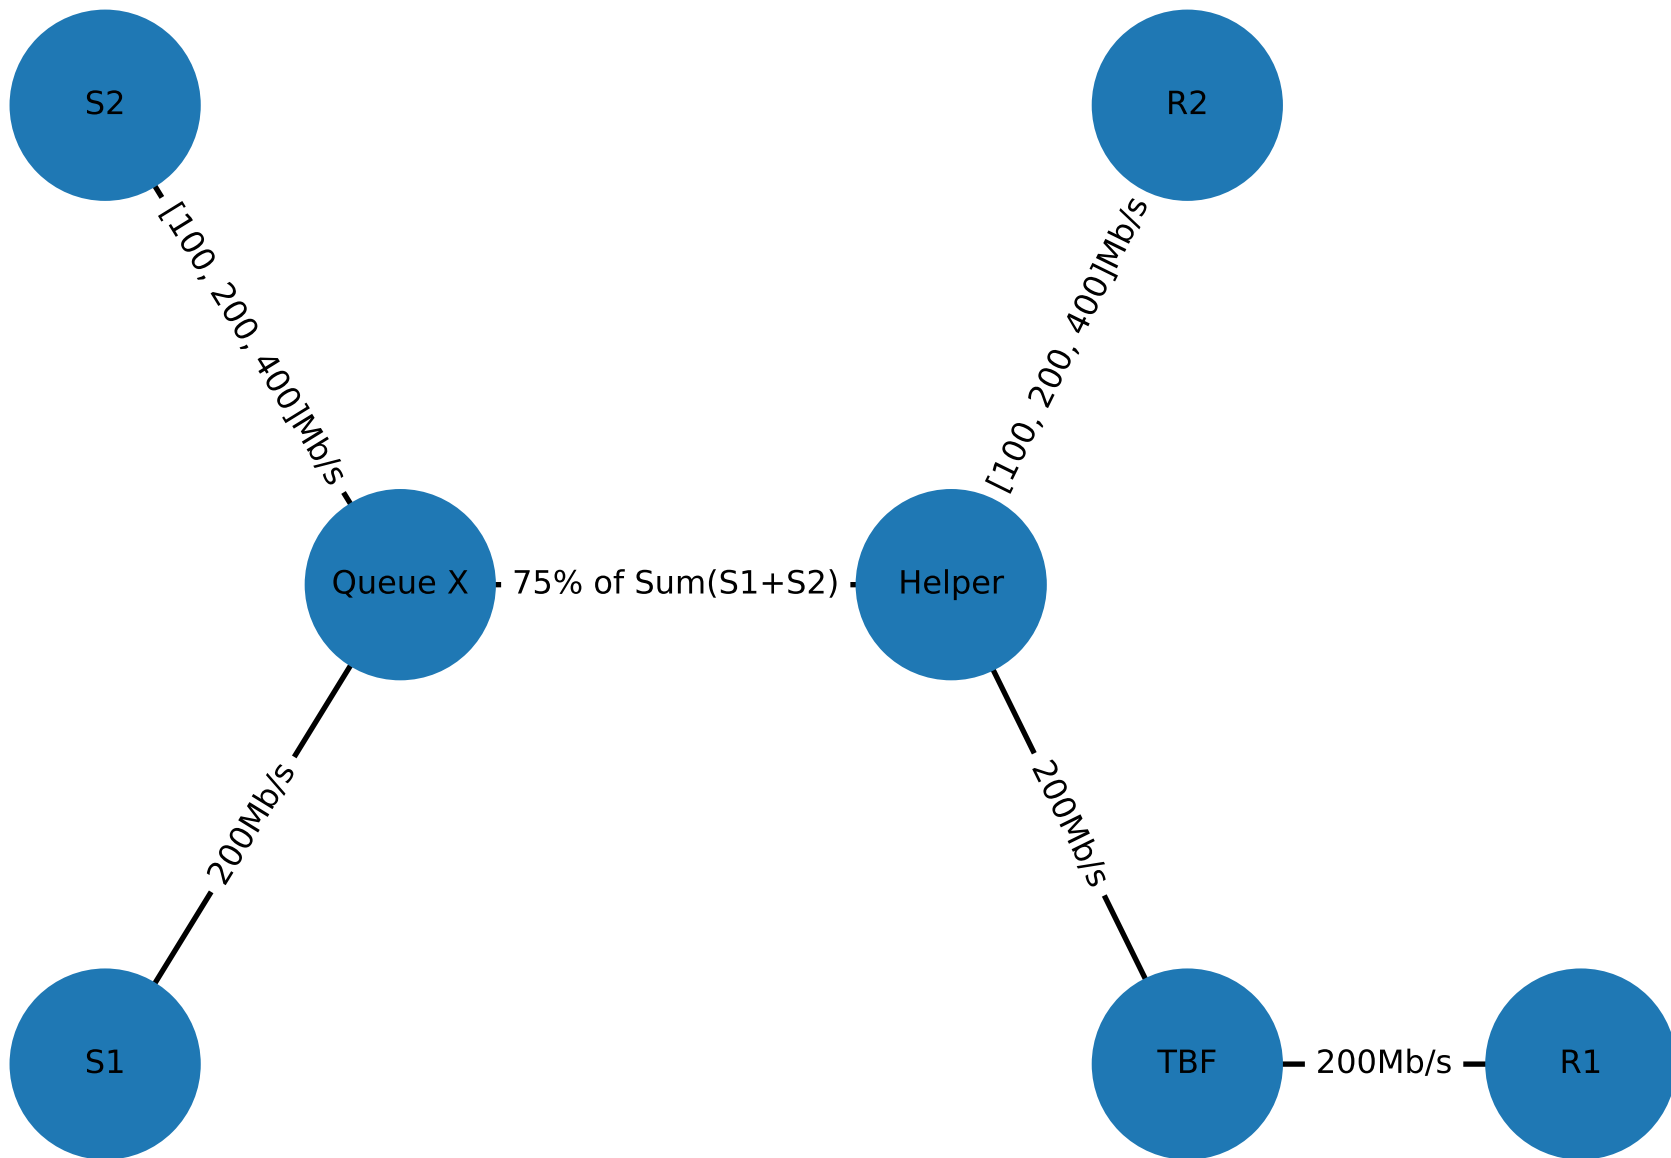 S2
R2
[100, 200, 400]Mb/s
[100, 200, 400]Mb/s
Queue X
75% of Sum(S1+S2)
Helper
200Mb/s
200Mb/s
S1
TBF
200Mb/s
R1